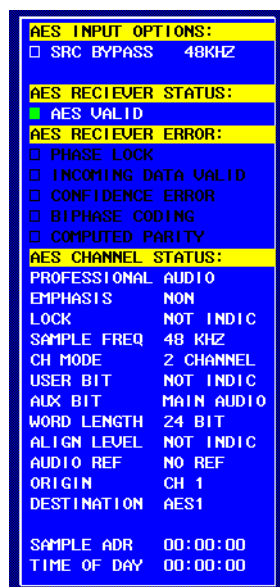 AES INPUT OPTIONS:
SRC BYPASS 48KHZ
AES RECIEVER STATUS:
AES VALID
AES RECIEVER ERROR:
PHASE LOCK
INCOMING DATA VALID
CONFIDENCE ERROR
BIPHASE CODING
COMPUTED PARITY
AES CHANNEL STATUS:
PROFESSIONAL AUDIO
EMPHASIS NON
LOCK NOT INDIC
SAMPLE FREQ 48 KHZ
CH MODE 2 CHANNEL
USER BIT NOT INDIC
AUX BIT MAIN AUDIO
WORD LENGTH 24 BIT
ALIGN LEVEL NOT INDIC
AUDIO REF NO REF
ORIGIN CH 1
DESTINATION AES1
SAMPLE ADR 00:00:00
TIME OF DAY 00:00:00